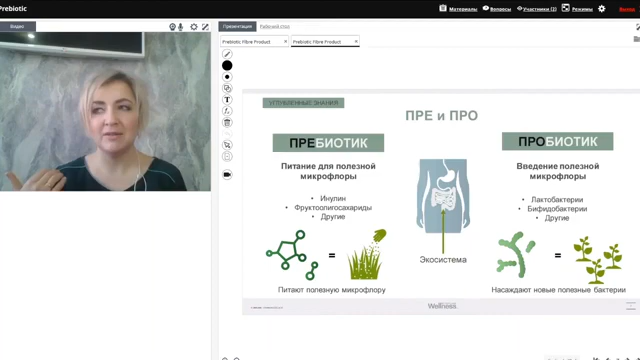 Prebiotic
Материалы
Вопросы
Участники (2)
Режимы
Выход
Видео
Презентация
Рабочий стол
Prebiotic Fibre Product
Prebiotic Fibre Product
УГЛУБЛЕННЫЕ ЗНАНИЯ
ПРЕ и ПРО
ПРЕБИОТИК
ПРОБИОТИК
Питание для полезной
микрофлоры
Введение полезной
микрофлоры
• Инулин
• Фруктоолигосахариды
• Другие
• Лактобактерии
• Бифидобактерии
• Другие
=
=
Экосистема
Питают полезную микрофлору
Насаждают новые полезные бактерии
Wellness.